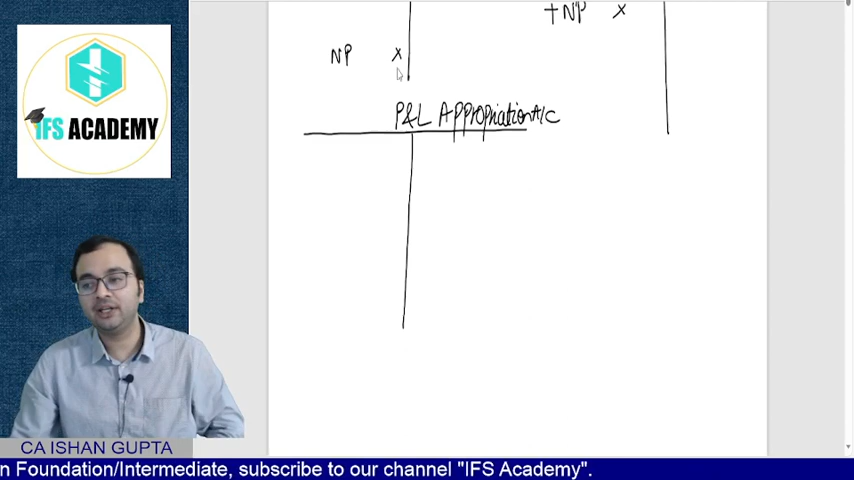 +NP x
NP x
P&L Appropriation A/C
IFS ACADEMY
CA ISHAN GUPTA
n Foundation/Intermediate, subscribe to our channel "IFS Academy".